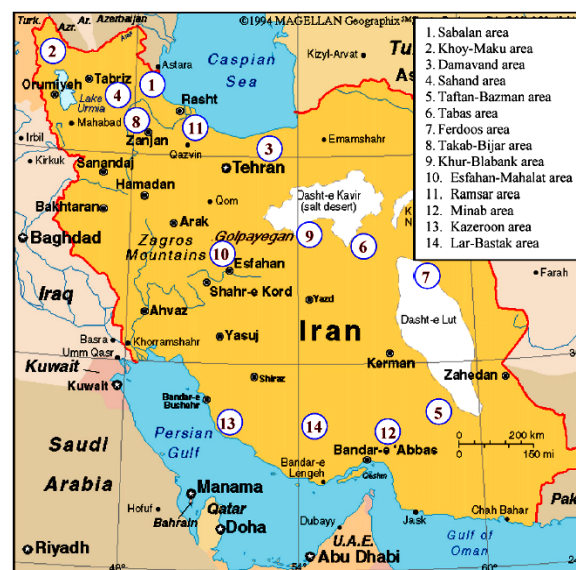 ©1994 MAGELLAN Geographix
Turk.
Ar.
Azerbaijan
Caspian
Sea
Kizyl-Arvat
1. Sabalan area
2. Khoy-Maku area
3. Damavand area
4. Sahand area
5. Taftan-Bazman area
6. Tabas area
7. Ferdoos area
8. Takab-Bijar area
9. Khur-Blabank area
10. Esfahan-Mahalat area
11. Ramsar area
12. Minab area
13. Kazeroon area
14. Lar-Bastak area
2
Astara
Tabriz
1
Orumiyeh
4
Lake
Urmia
Rasht
Mahabad
8
11
Zanjan
Irbil
Qazvin
3
Emamshahr
Kirkuk
Sanandaj
Tehran
Hamadan
Qom
Dasht-e Kavir
(salt desert)
Bakhtaran
Arak
Golpayegan
9
6
Baghdad
Zagros
Mountains
10
Esfahan
7
Farah
Iraq
Shahr-e Kord
Yazd
Ahvaz
Iran
Dasht-e Lut
Basra
Khorramshahr
Yasuj
Umm Qasr
Kerman
Kuwait
Zahedan
Kuwait
Shiraz
Bandar-e
Bushehr
5
13
14
12
Persian
Gulf
Saudi
Arabia
Bandar-e 'Abbas
0 200 km
0 150 mi
Bandar-e
Lengeh
Qeshm
Manama
Hofuf
Bahrain
Qatar
Doha
Dubayy
Jask
Chah Bahar
Pak
Gulf of
Oman
U.A.E.
Riyadh
Abu Dhabi
48
54
60